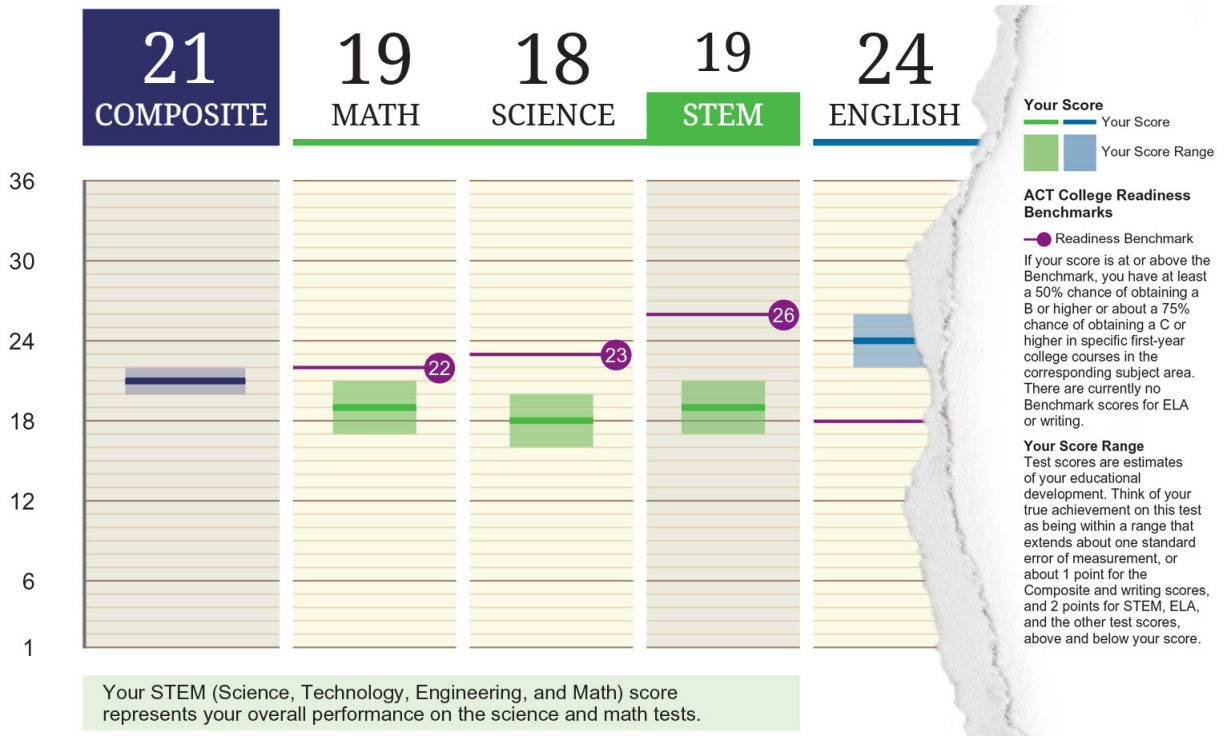 21
COMPOSITE
19
MATH
18
SCIENCE
19
STEM
24
ENGLISH
36
30
24
18
12
6
1
22
23
26
Your STEM (Science, Technology, Engineering, and Math) score
represents your overall performance on the science and math tests.
Your Score
Your Score
Your Score Range
ACT College Readiness
Benchmarks
Readiness Benchmark
If your score is at or above the
Benchmark, you have at least
a 50% chance of obtaining a
B or higher or about a 75%
chance of obtaining a C or
higher in specific first-year
college courses in the
corresponding subject area.
There are currently no
Benchmark scores for ELA
or writing.
Your Score Range
Test scores are estimates
of your educational
development. Think of your
true achievement on this test
as being within a range that
extends about one standard
error of measurement, or
about 1 point for the
Composite and writing scores,
and 2 points for STEM, ELA,
and the other test scores,
above and below your score.